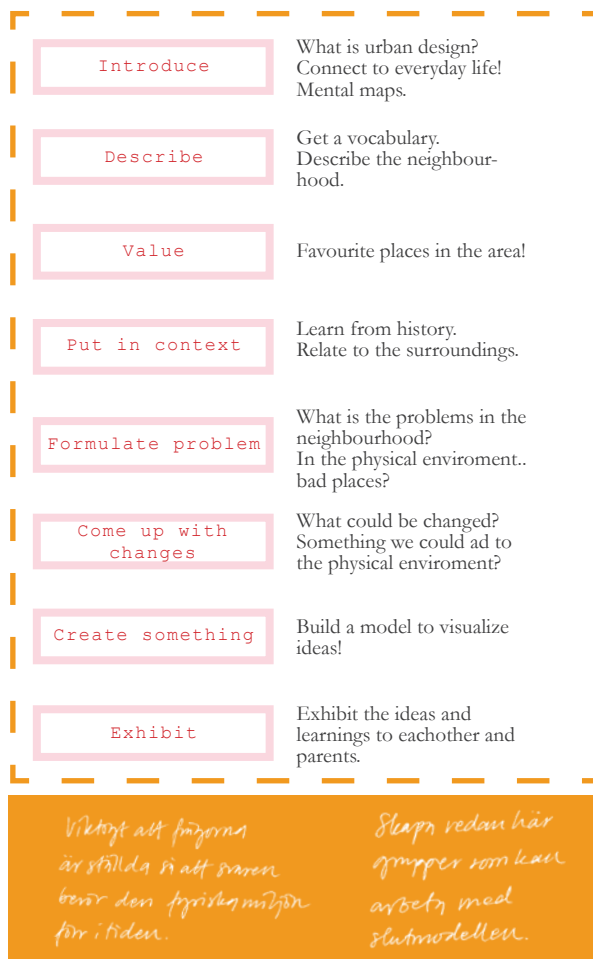 Introduce
What is urban design?
Connect to everyday life!
Mental maps.
Describe
Get a vocabulary.
Describe the neighbour-
hood.
Value
Favourite places in the area!
Put in context
Learn from history.
Relate to the surroundings.
Formulate problem
What is the problems in the
neighbourhood?
In the physical enviroment..
bad places?
Come up with
changes
What could be changed?
Something we could ad to
the physical enviroment?
Create something
Build a model to visualize
ideas!
Exhibit
Exhibit the ideas and
learnings to eachother and
parents.
Viktigt att frågorna
är ställda så att svaren
berör den fysiska miljön
förr i tiden.
Skapa redan här
grupper som kan
arbeta med
slutmodellen.